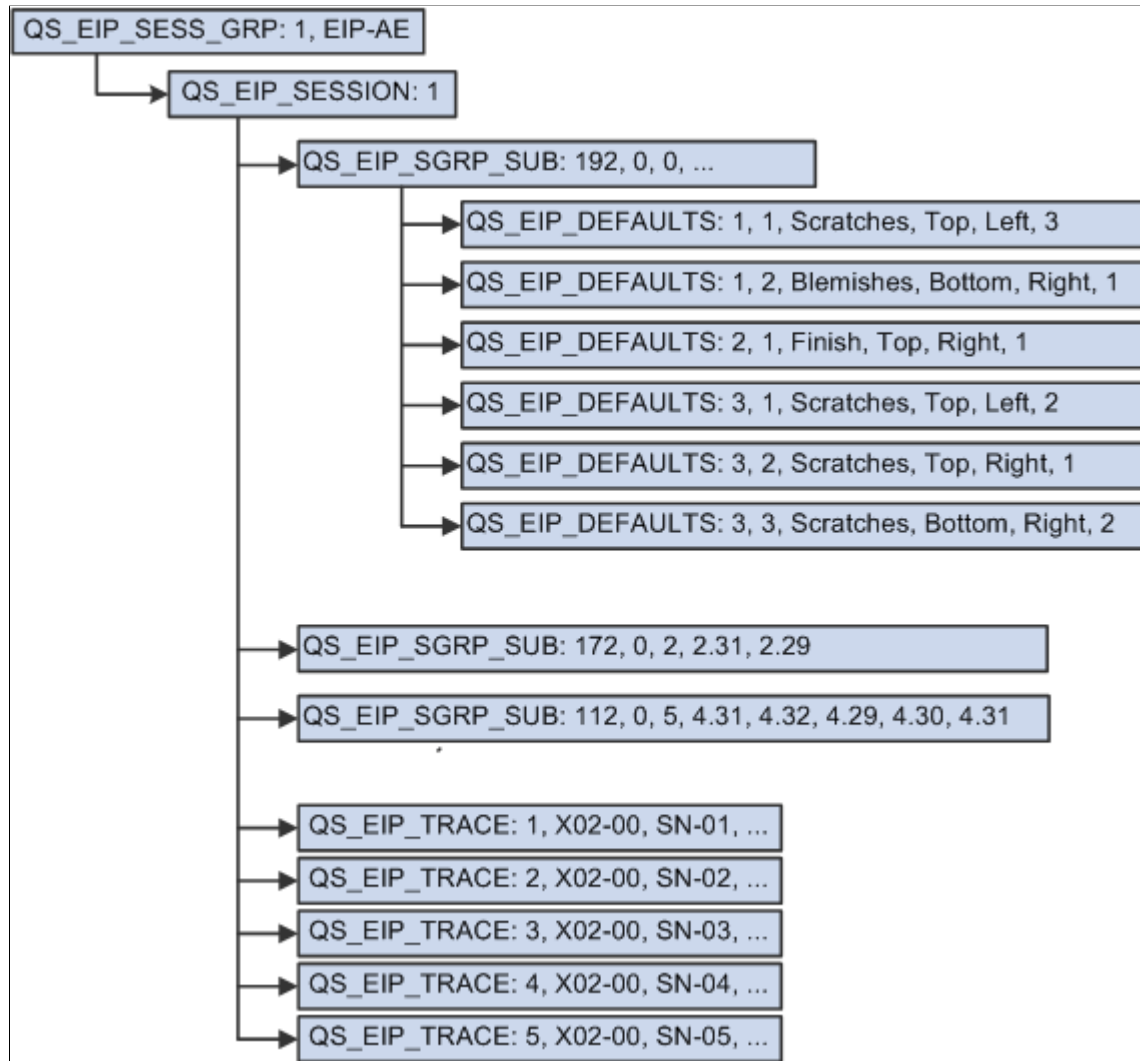 QS_EIP_SESS_GRP: 1, EIP-AE
QS_EIP_SESSION: 1
QS_EIP_SGRP_SUB: 192, 0, 0, ...
QS_EIP_DEFAULTS: 1, 1, Scratches, Top, Left, 3
QS_EIP_DEFAULTS: 1, 2, Blemishes, Bottom, Right, 1
QS_EIP_DEFAULTS: 2, 1, Finish, Top, Right, 1
QS_EIP_DEFAULTS: 3, 1, Scratches, Top, Left, 2
QS_EIP_DEFAULTS: 3, 2, Scratches, Top, Right, 1
QS_EIP_DEFAULTS: 3, 3, Scratches, Bottom, Right, 2
QS_EIP_SGRP_SUB: 172, 0, 2, 2.31, 2.29
QS_EIP_SGRP_SUB: 112, 0, 5, 4.31, 4.32, 4.29, 4.30, 4.31
QS_EIP_TRACE: 1, X02-00, SN-01, ...
QS_EIP_TRACE: 2, X02-00, SN-02, ...
QS_EIP_TRACE: 3, X02-00, SN-03, ...
QS_EIP_TRACE: 4, X02-00, SN-04, ...
QS_EIP_TRACE: 5, X02-00, SN-05, ...